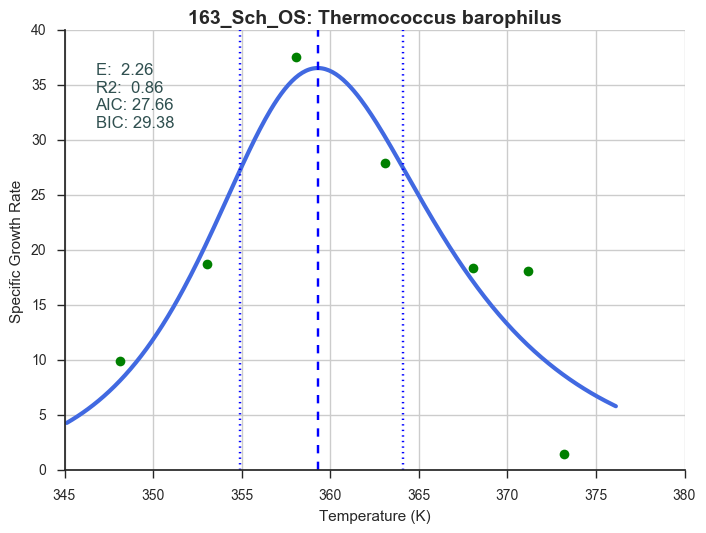 163_Sch_OS: Thermococcus barophilus
E:  2.26
R2:  0.86
AIC: 27.66
BIC: 29.38
Specific Growth Rate
40
35
30
25
20
15
10
5
0
345 350 355 360 365 370 375 380
Temperature (K)